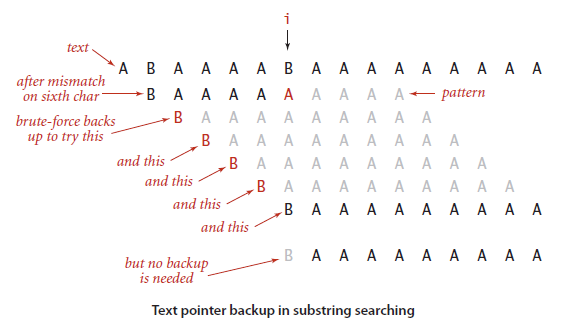 i
text
A B A A A A B A A A A A A A A A
after mismatch
on sixth char
B A A A A A A A A A
pattern
brute-force backs
up to try this
B A A A A A A A A A
and this
B A A A A A A A A A
and this
B A A A A A A A A A
and this
B A A A A A A A A A
and this
B A A A A A A A A A
but no backup
is needed
B A A A A A A A A A
Text pointer backup in substring searching